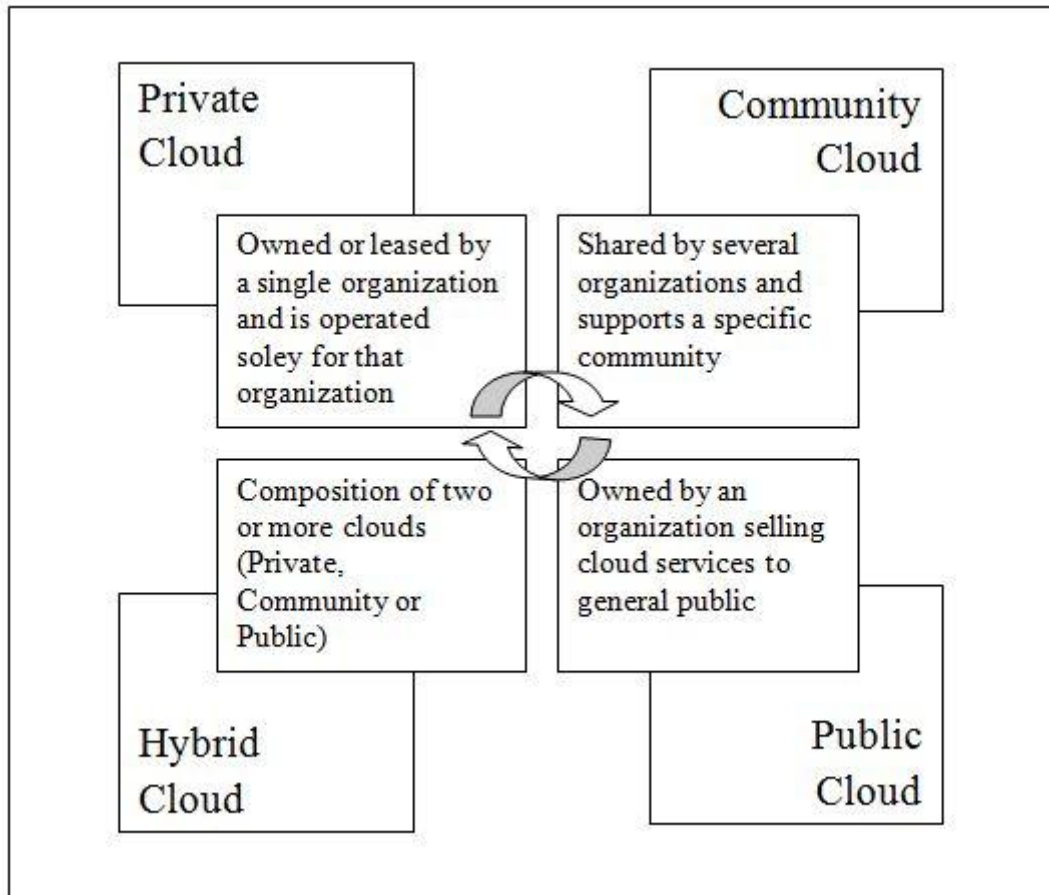 Private
Cloud
Owned or leased by
a single organization
and is operated
soley for that
organization
Community
Cloud
Shared by several
organizations and
supports a specific
community
Composition of two
or more clouds
(Private,
Community or
Public)
Hybrid
Cloud
Owned by an
organization selling
cloud services to
general public
Public
Cloud